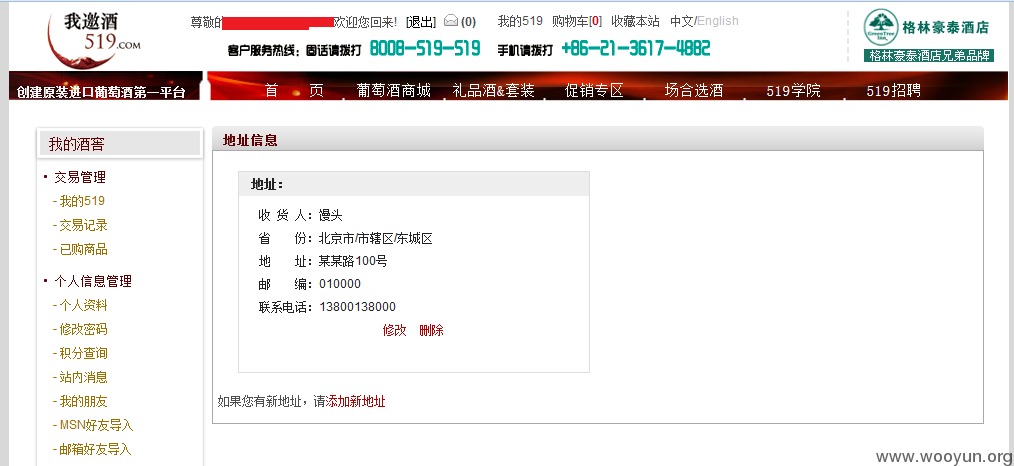 我邀酒
519.COM
尊敬的 欢迎您回来! [退出] (0) 我的519 购物车[0] 收藏本站 中文/English
客户服务热线：固话请拨打 8008-519-519 手机请拨打 +86-21-3617-4882
格林豪泰酒店
GreenTree Inn
格林豪泰酒店兄弟品牌
创建原装进口葡萄酒第一平台
首 页 葡萄酒商城 礼品酒&套装 促销专区 场合选酒 519学院 519招聘
我的酒窖
• 交易管理
- 我的519
- 交易记录
- 已购商品
• 个人信息管理
- 个人资料
- 修改密码
- 积分查询
- 站内消息
- 我的朋友
- MSN好友导入
- 邮箱好友导入
地址信息
地址：
收 货 人：馒头
省 份：北京市/市辖区/东城区
地 址：某某路100号
邮 编：010000
联系电话：13800138000
修改 删除
如果您有新地址，请添加新地址
www.wooyun.org